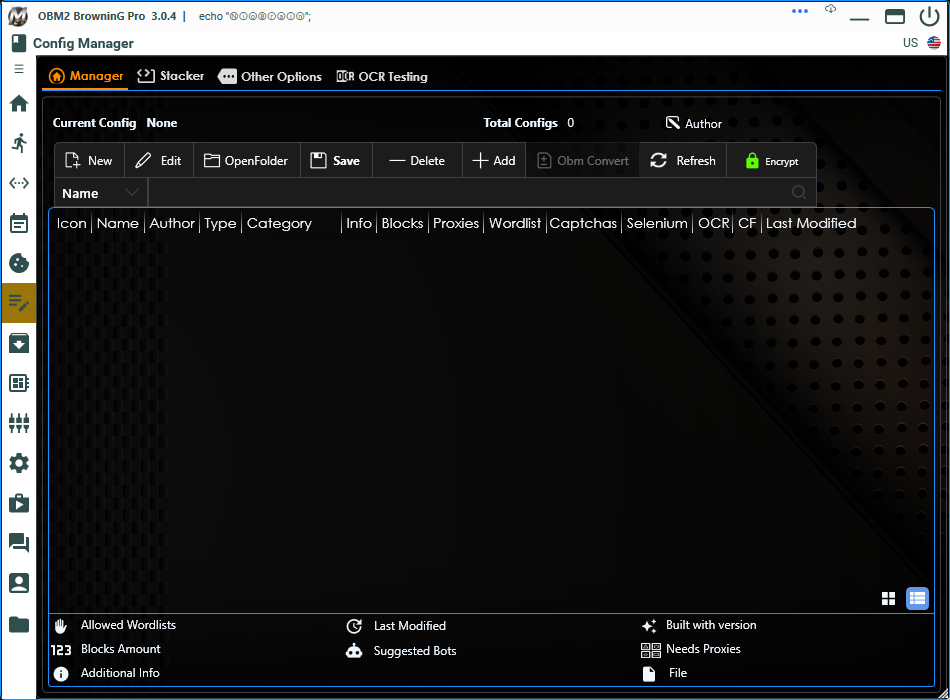 OBM2 BrowninG Pro 3.0.4 | echo "ⓃⓘⓞⒷⓡⓐⓘⓝ";
Config Manager US
Manager Stacker Other Options OCR OCR Testing
Current Config None Total Configs 0 Author
New Edit OpenFolder Save Delete Add Obm Convert Refresh Encrypt
Name
Icon Name Author Type Category Info Blocks Proxies Wordlist Captchas Selenium OCR CF Last Modified
Allowed Wordlists Last Modified Built with version
123 Blocks Amount Suggested Bots Needs Proxies
Additional Info File